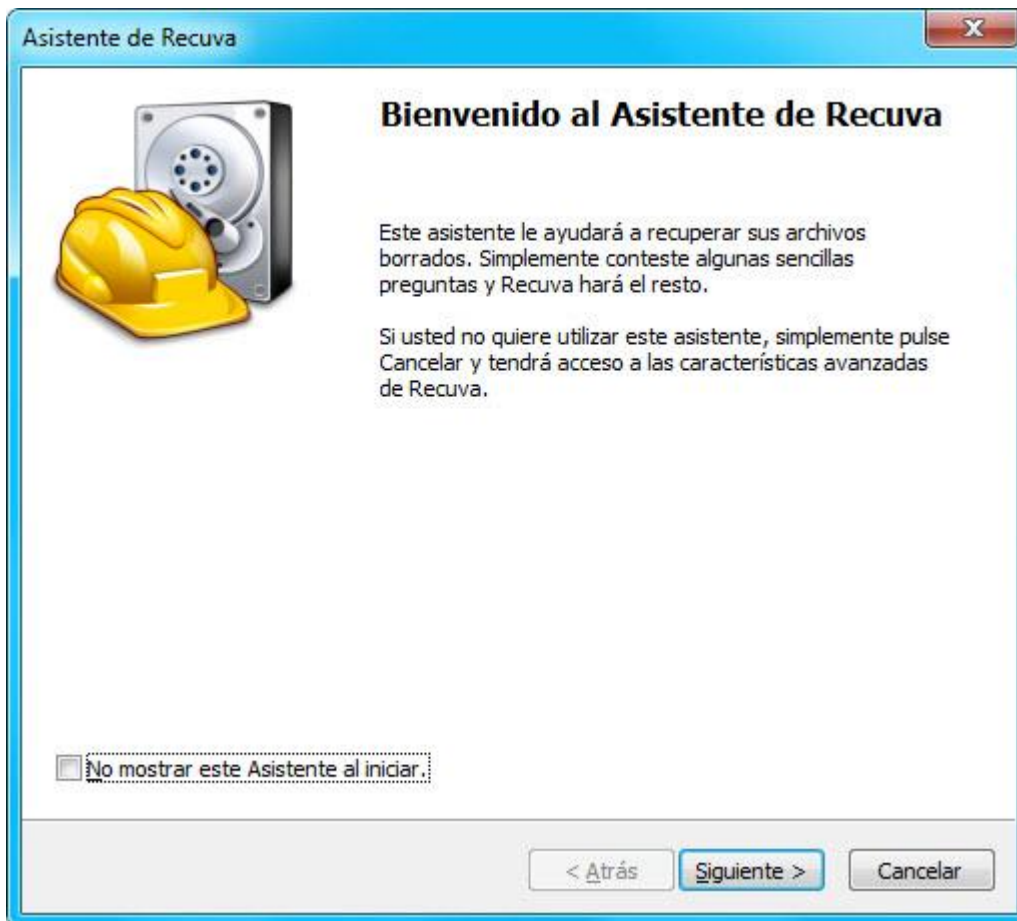 Asistente de Recuva
Bienvenido al Asistente de Recuva
Este asistente le ayudará a recuperar sus archivos
borrados. Simplemente conteste algunas sencillas
preguntas y Recuva hará el resto.
Si usted no quiere utilizar este asistente, simplemente pulse
Cancelar y tendrá acceso a las características avanzadas
de Recuva.
No mostrar este Asistente al iniciar.
< Atrás
Siguiente >
Cancelar